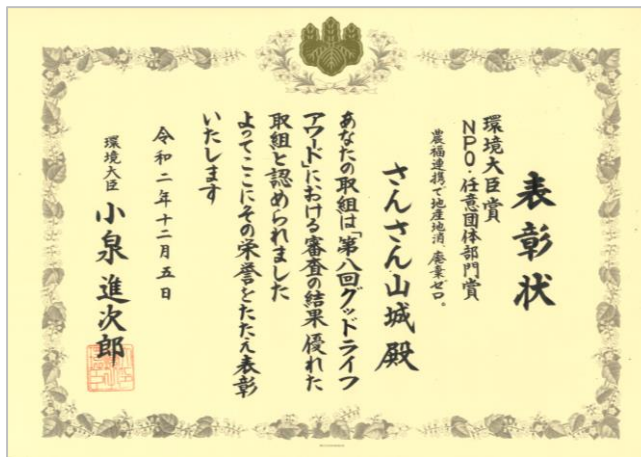 表彰状
環境大臣賞
NPO・任意団体部門賞
農福連携で地産地消、廃棄ゼロ。
さんさん山城 殿
あなたの取組は「第八回グッドライフ
アワード」における審査の結果 優れた
取組と認められました
よってここにその栄誉をたたえ表彰
いたします
令和二年十二月五日
環境大臣 小泉 進次郎